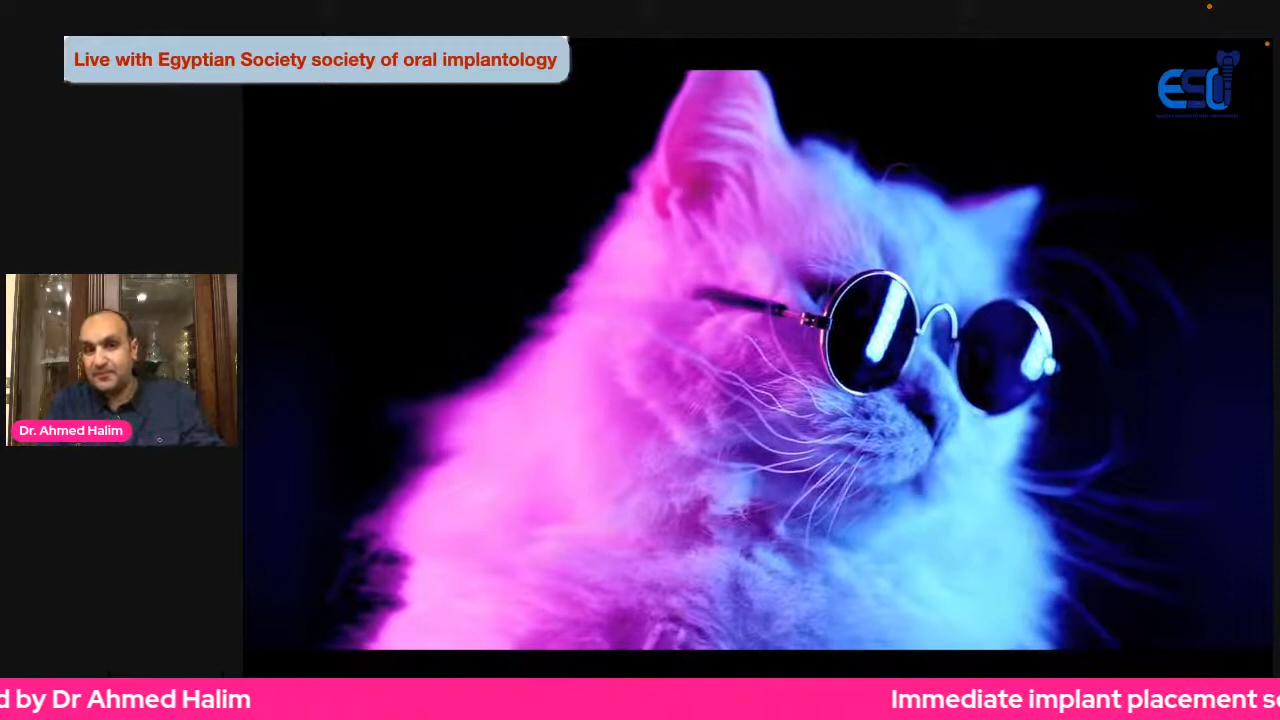 Live with Egyptian Society society of oral implantology
ESOI
Dr. Ahmed Halim
d by Dr Ahmed Halim
Immediate implant placement s